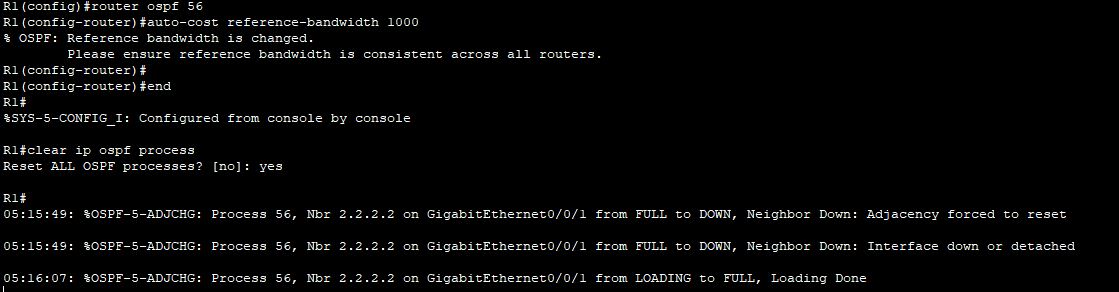 R1(config)#router ospf 56
R1(config-router)#auto-cost reference-bandwidth 1000
% OSPF: Reference bandwidth is changed.
Please ensure reference bandwidth is consistent across all routers.
R1(config-router)#
R1(config-router)#end
R1#
%SYS-5-CONFIG_I: Configured from console by console
R1#clear ip ospf process
Reset ALL OSPF processes? [no]: yes
R1#
05:15:49: %OSPF-5-ADJCHG: Process 56, Nbr 2.2.2.2 on GigabitEthernet0/0/1 from FULL to DOWN, Neighbor Down: Adjacency forced to reset
05:15:49: %OSPF-5-ADJCHG: Process 56, Nbr 2.2.2.2 on GigabitEthernet0/0/1 from FULL to DOWN, Neighbor Down: Interface down or detached
05:16:07: %OSPF-5-ADJCHG: Process 56, Nbr 2.2.2.2 on GigabitEthernet0/0/1 from LOADING to FULL, Loading Done